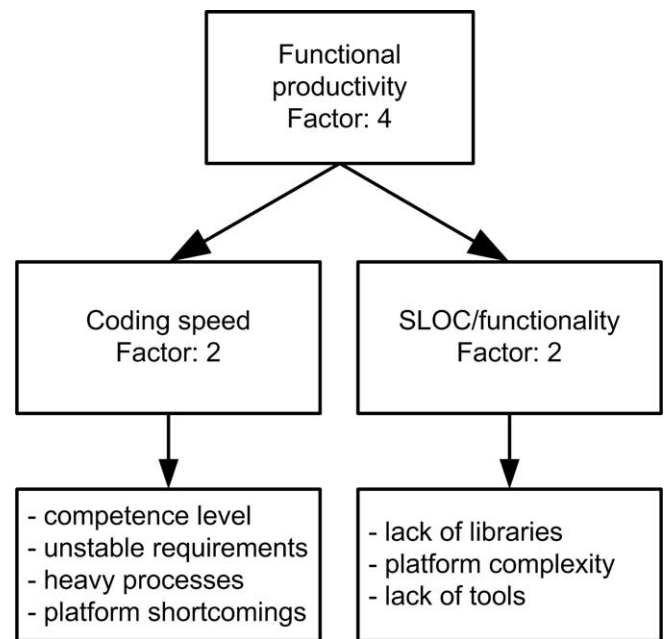 Functional
productivity
Factor: 4
Coding speed
Factor: 2
SLOC/functionality
Factor: 2
- competence level
- unstable requirements
- heavy processes
- platform shortcomings
- lack of libraries
- platform complexity
- lack of tools